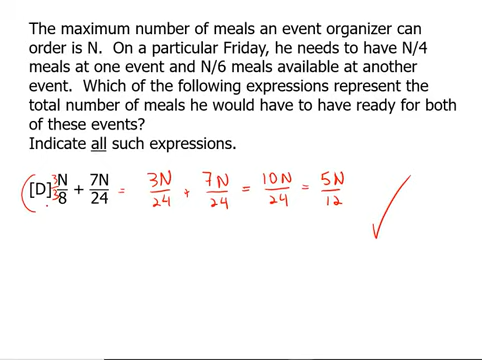 The maximum number of meals an event organizer can
order is N. On a particular Friday, he needs to have N/4
meals at one event and N/6 meals available at another
event. Which of the following expressions represent the
total number of meals he would have to have ready for both
of these events?
Indicate all such expressions.
[D] 3·N/3·8 + 7N/24 = 3N/24 + 7N/24 = 10N/24 = 5N/12